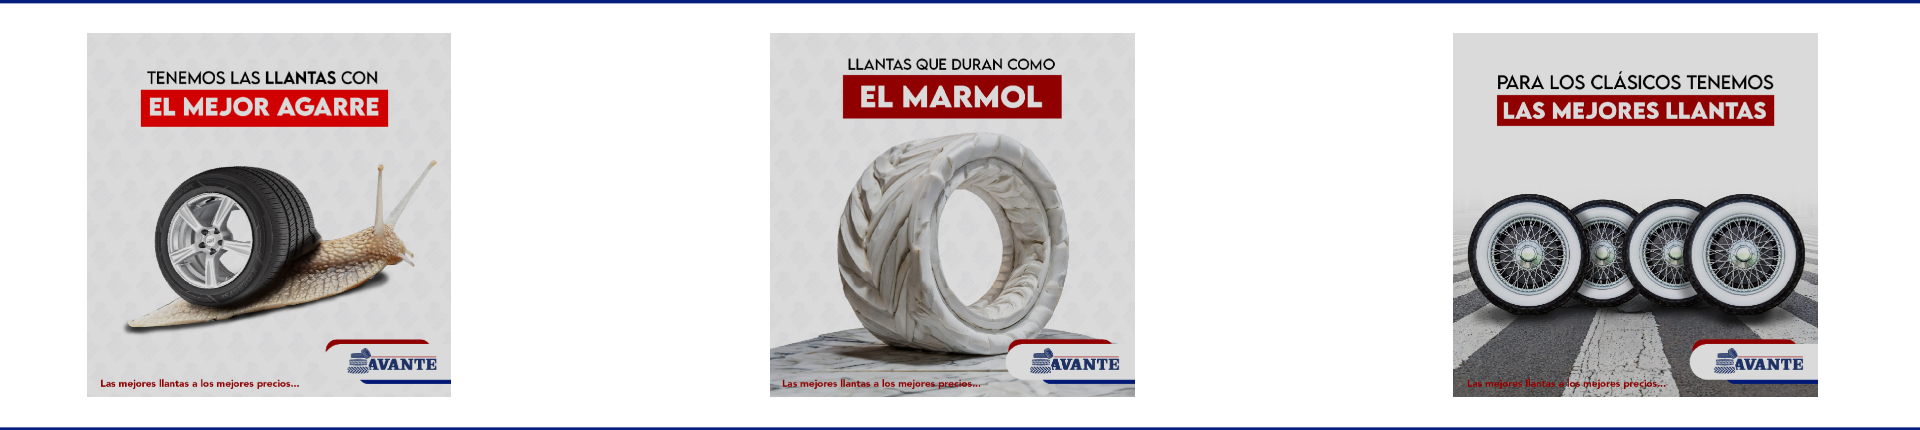 TENEMOS LAS LLANTAS CON
EL MEJOR AGARRE
AVANTE
Las mejores llantas a los mejores precios...
LLANTAS QUE DURAN COMO
EL MARMOL
AVANTE
Las mejores llantas a los mejores precios...
PARA LOS CLÁSICOS TENEMOS
LAS MEJORES LLANTAS
AVANTE
Las mejores llantas a los mejores precios...